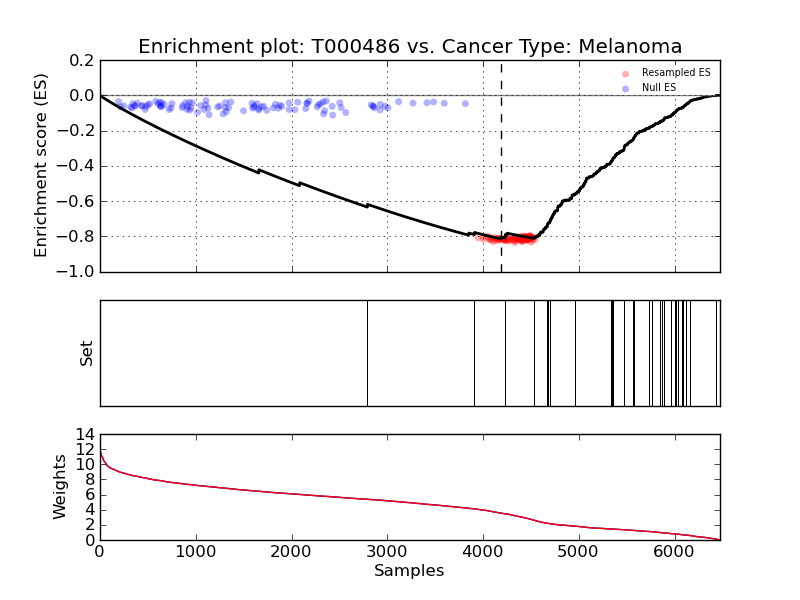 Enrichment plot: T000486 vs. Cancer Type: Melanoma
Enrichment score (ES)
0.2
0.0
−0.2
−0.4
−0.6
−0.8
−1.0
Resampled ES
Null ES
Set
Weights
14
12
10
8
6
4
2
0
0 1000 2000 3000 4000 5000 6000
Samples